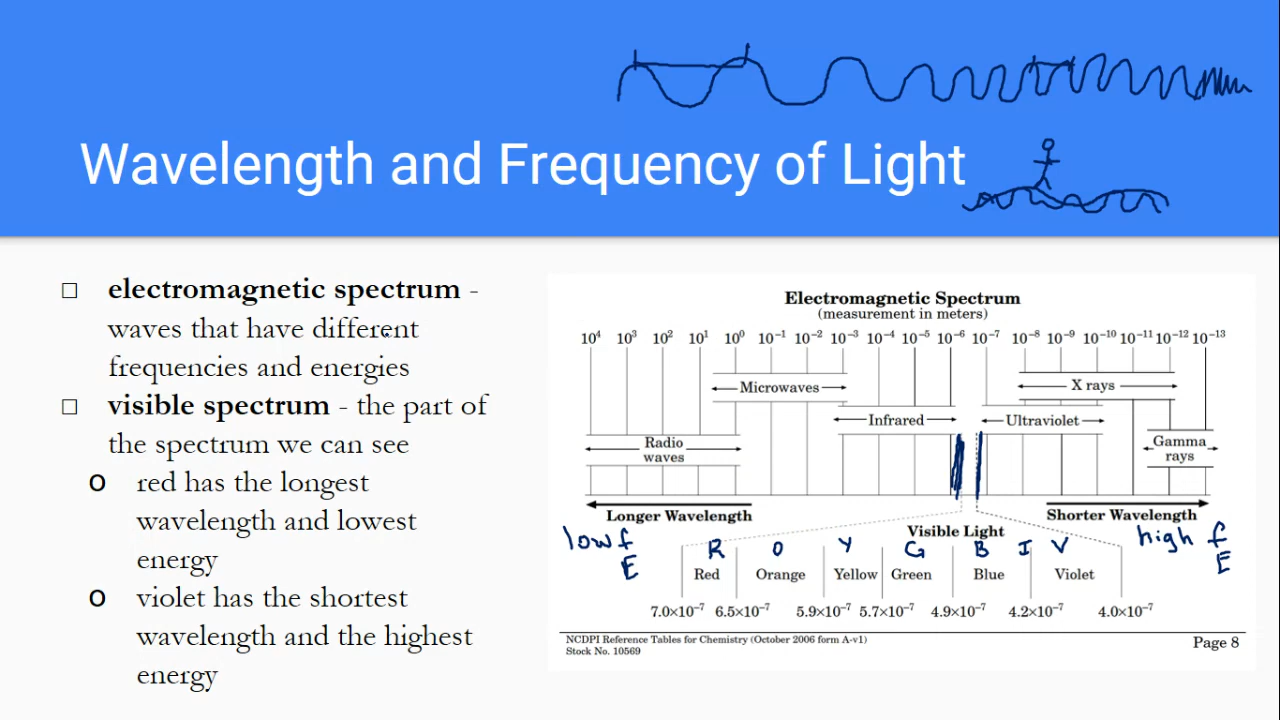 Wavelength and Frequency of Light
□ electromagnetic spectrum -
waves that have different
frequencies and energies
□ visible spectrum - the part of
the spectrum we can see
o red has the longest
wavelength and lowest
energy
o violet has the shortest
wavelength and the highest
energy
Electromagnetic Spectrum
(measurement in meters)
10⁴ 10³ 10² 10¹ 10⁰ 10⁻¹ 10⁻² 10⁻³ 10⁻⁴ 10⁻⁵ 10⁻⁶ 10⁻⁷ 10⁻⁸ 10⁻⁹ 10⁻¹⁰ 10⁻¹¹ 10⁻¹² 10⁻¹³
Microwaves X rays
Infrared Ultraviolet
Radio
waves
Gamma
rays
Longer Wavelength Shorter Wavelength
low f high f
E E
Visible Light
R O Y G B I V
Red Orange Yellow Green Blue Violet
7.0×10⁻⁷ 6.5×10⁻⁷ 5.9×10⁻⁷ 5.7×10⁻⁷ 4.9×10⁻⁷ 4.2×10⁻⁷ 4.0×10⁻⁷
NCDPI Reference Tables for Chemistry (October 2006 form A-v1)
Stock No. 10569
Page 8